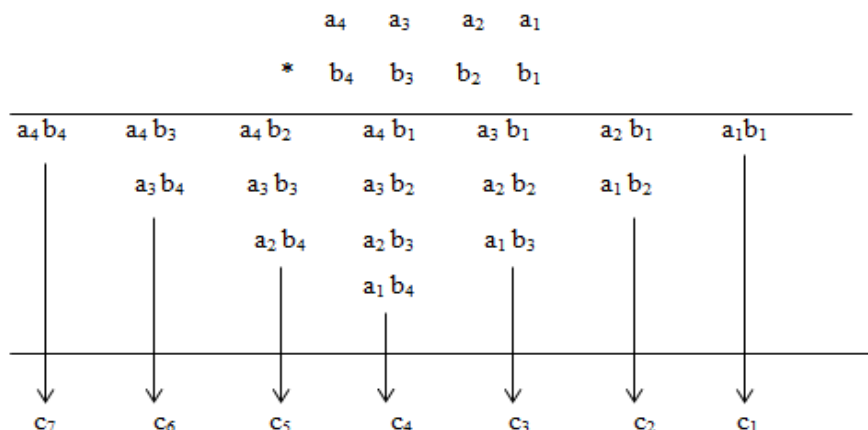 a₄ a₃ a₂ a₁
* b₄ b₃ b₂ b₁
a₄ b₄ a₄ b₃ a₄ b₂ a₄ b₁ a₃ b₁ a₂ b₁ a₁b₁
a₃ b₄ a₃ b₃ a₃ b₂ a₂ b₂ a₁ b₂
a₂ b₄ a₂ b₃ a₁ b₃
a₁ b₄
c₇ c₆ c₅ c₄ c₃ c₂ c₁